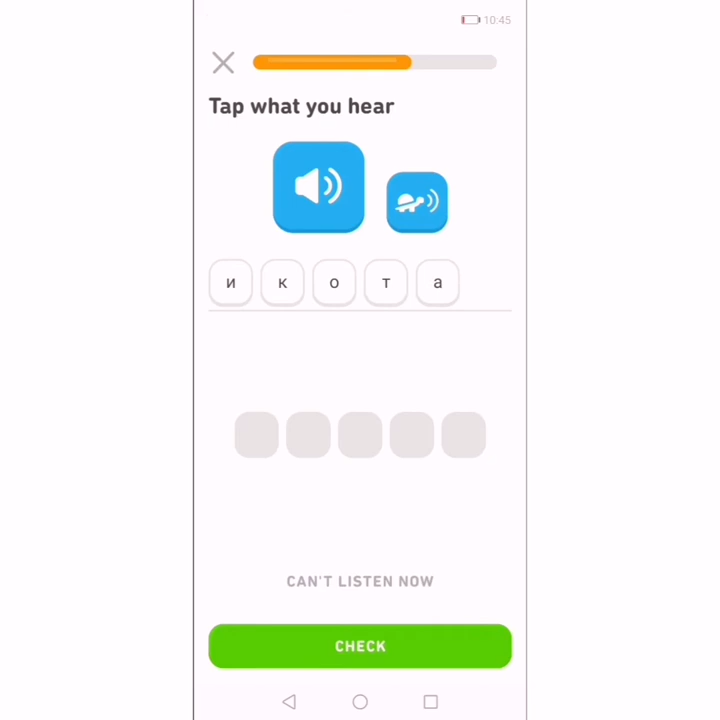 10:45
Tap what you hear
и к о т а
CAN'T LISTEN NOW
CHECK